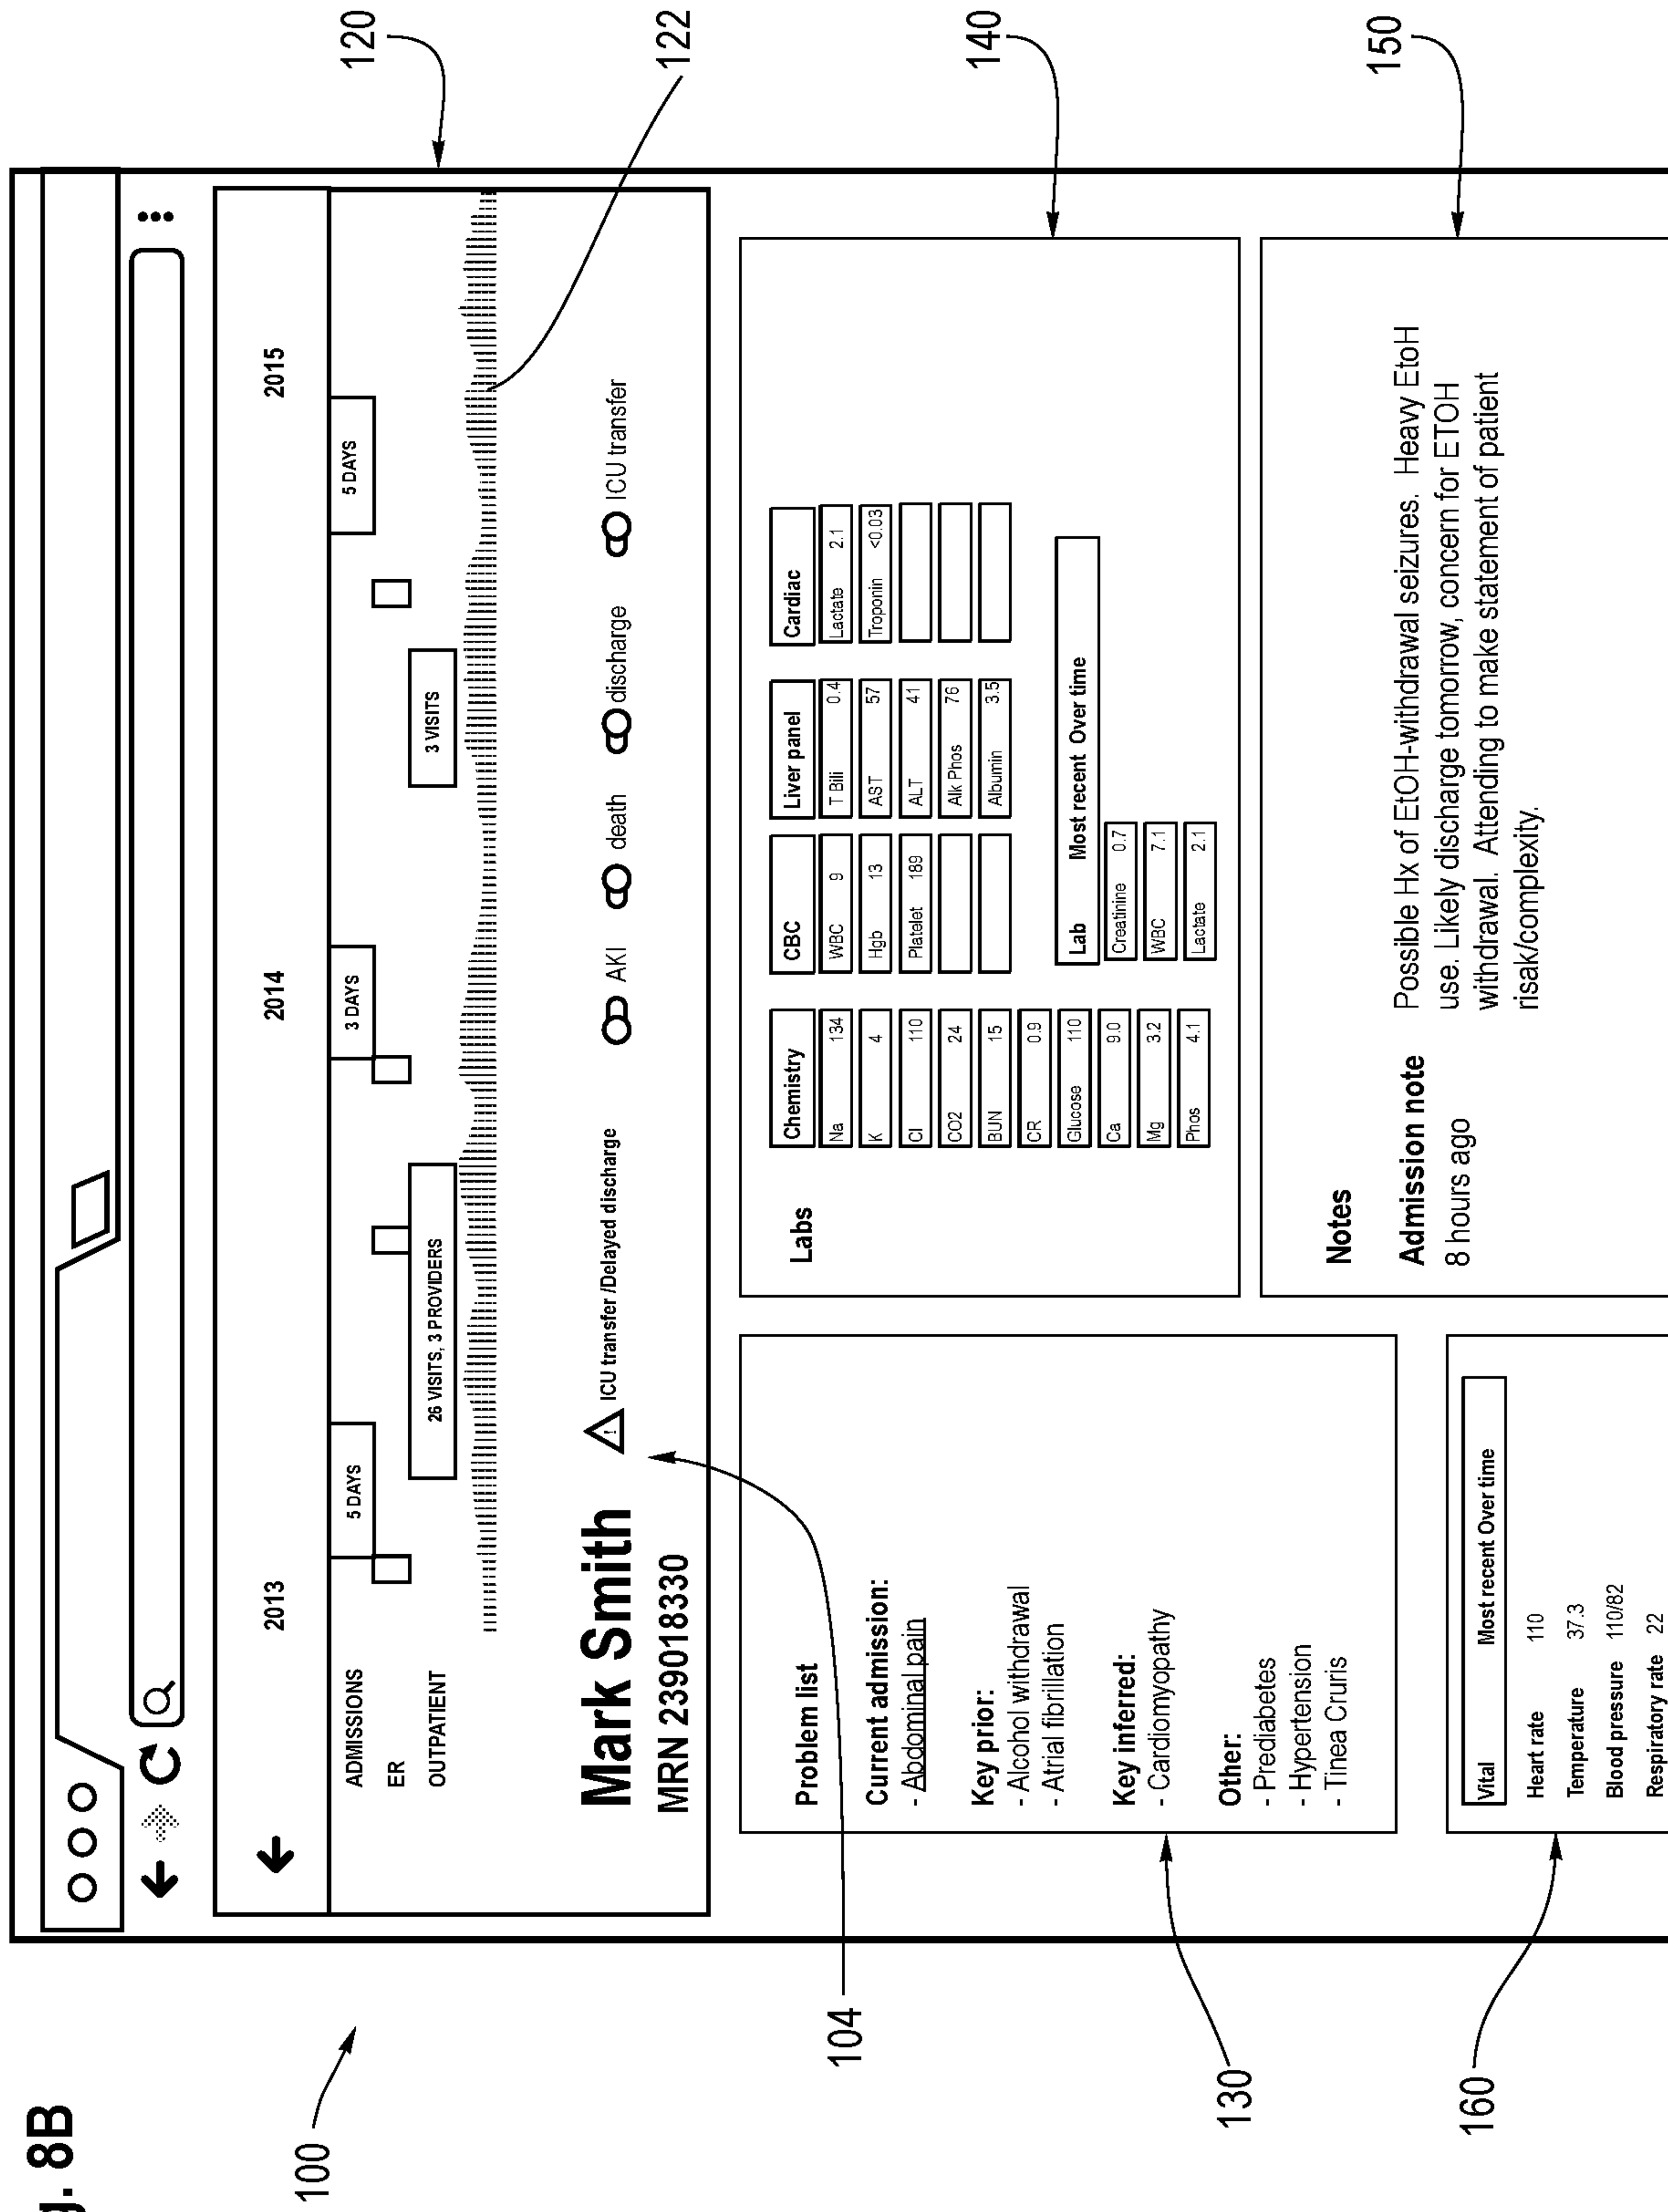 g. 8B
100
120
2013 2014 2015
ADMISSIONS 5 DAYS 3 DAYS 5 DAYS
ER
OUTPATIENT 26 VISITS, 3 PROVIDERS 3 VISITS
122
Mark Smith ICU transfer /Delayed discharge AKI death discharge ICU transfer
MRN 239018330
104
130
Problem list
Current admission:
- Abdominal pain
Key prior:
- Alcohol withdrawal
- Atrial fibrillation
Key inferred:
- Cardiomyopathy
Other:
- Prediabetes
- Hypertension
- Tinea Cruris
140
Labs
Chemistry CBC Liver panel Cardiac
Na 134 WBC 9 T Bili 0.4 Lactate 2.1
K 4 Hgb 13 AST 57 Troponin <0.03
Cl 110 Platelet 189 ALT 41
CO2 24 Alk Phos 76
BUN 15 Albumin 3.5
CR 0.9
Glucose 110
Ca 9.0
Mg 3.2
Phos 4.1
Lab Most recent Over time
Creatinine 0.7
WBC 7.1
Lactate 2.1
160
Vital Most recent Over time
Heart rate 110
Temperature 37.3
Blood pressure 110/82
Respiratory rate 22
150
Notes
Admission note
8 hours ago
Possible Hx of EtOH-withdrawal seizures. Heavy EtoH
use. Likely discharge tomorrow, concern for ETOH
withdrawal. Attending to make statement of patient
risak/complexity.